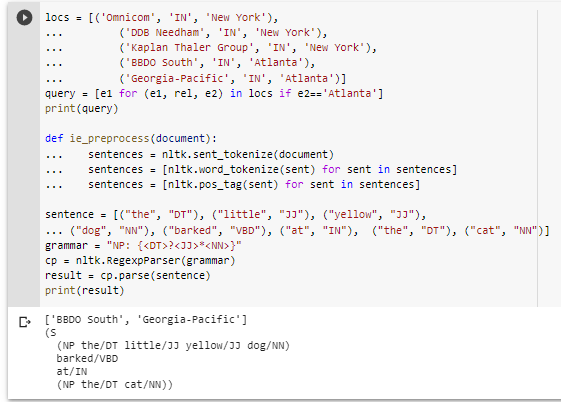 locs = [('Omnicom', 'IN', 'New York'),
...         ('DDB Needham', 'IN', 'New York'),
...         ('Kaplan Thaler Group', 'IN', 'New York'),
...         ('BBDO South', 'IN', 'Atlanta'),
...         ('Georgia-Pacific', 'IN', 'Atlanta')]
query = [e1 for (e1, rel, e2) in locs if e2=='Atlanta']
print(query)

def ie_preprocess(document):
...    sentences = nltk.sent_tokenize(document)
...    sentences = [nltk.word_tokenize(sent) for sent in sentences]
...    sentences = [nltk.pos_tag(sent) for sent in sentences]

sentence = [("the", "DT"), ("little", "JJ"), ("yellow", "JJ"),
... ("dog", "NN"), ("barked", "VBD"), ("at", "IN"),  ("the", "DT"), ("cat", "NN")]
grammar = "NP: {<DT>?<JJ>*<NN>}"
cp = nltk.RegexpParser(grammar)
result = cp.parse(sentence)
print(result)

['BBDO South', 'Georgia-Pacific']
(S
  (NP the/DT little/JJ yellow/JJ dog/NN)
  barked/VBD
  at/IN
  (NP the/DT cat/NN))